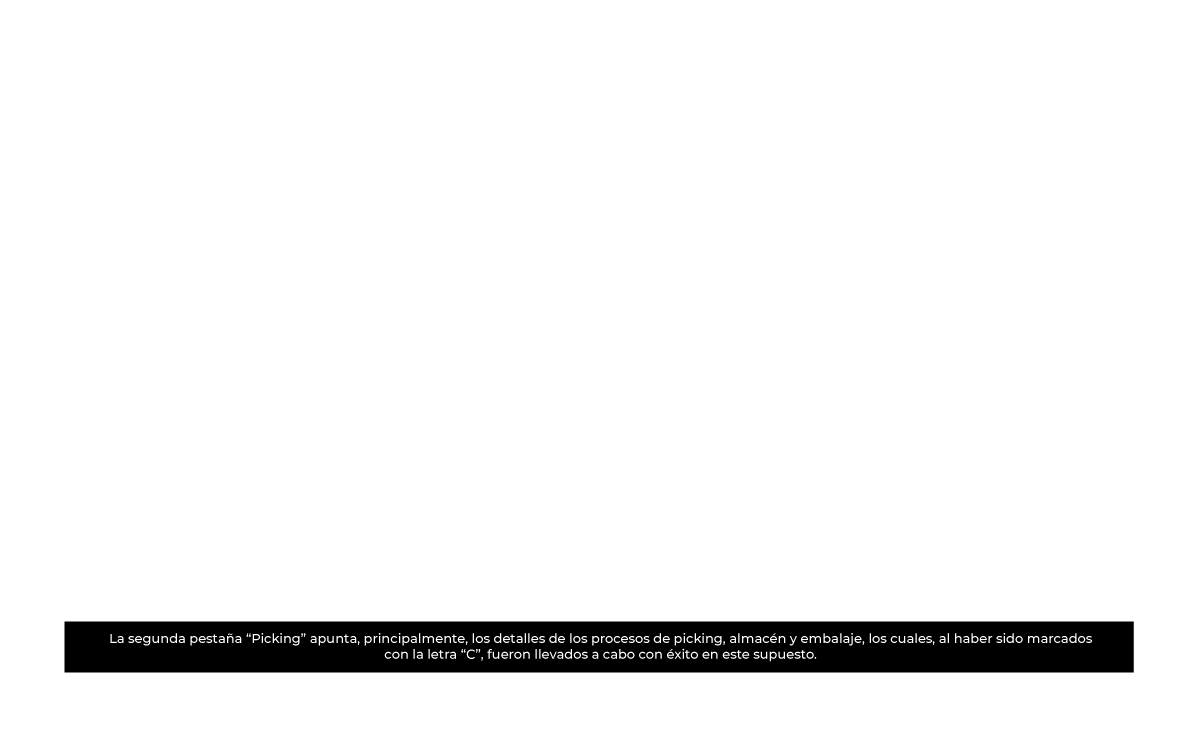 La segunda pestaña “Picking” apunta, principalmente, los detalles de los procesos de picking, almacén y embalaje, los cuales, al haber sido marcados
con la letra “C”, fueron llevados a cabo con éxito en este supuesto.